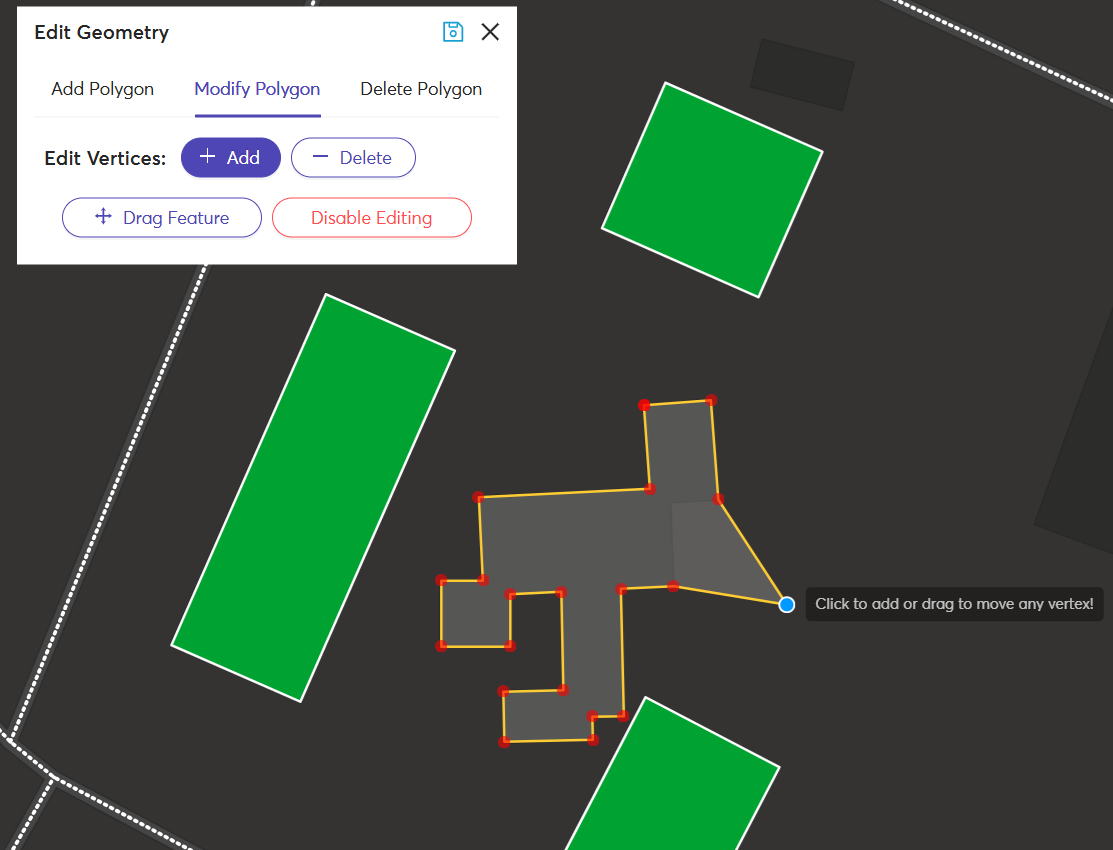 Edit Geometry
Add Polygon Modify Polygon Delete Polygon
Edit Vertices: + Add − Delete
Drag Feature Disable Editing
Click to add or drag to move any vertex!